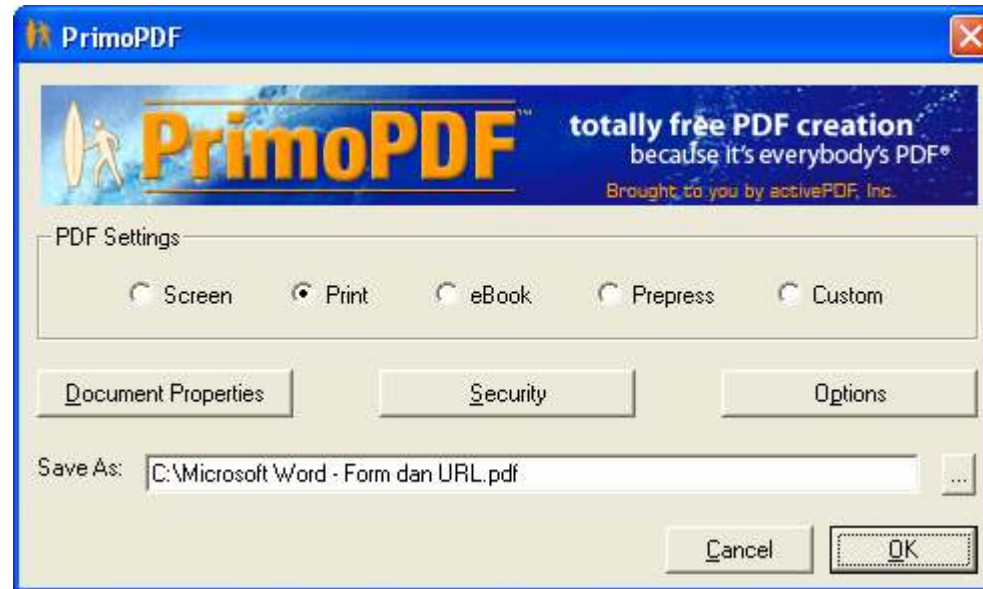 PrimoPDF
PrimoPDF™
totally free PDF creation
because it's everybody's PDF®
Brought to you by activePDF, Inc.
PDF Settings
Screen Print eBook Prepress Custom
Document Properties Security Options
Save As: C:\Microsoft Word - Form dan URL.pdf ...
Cancel OK